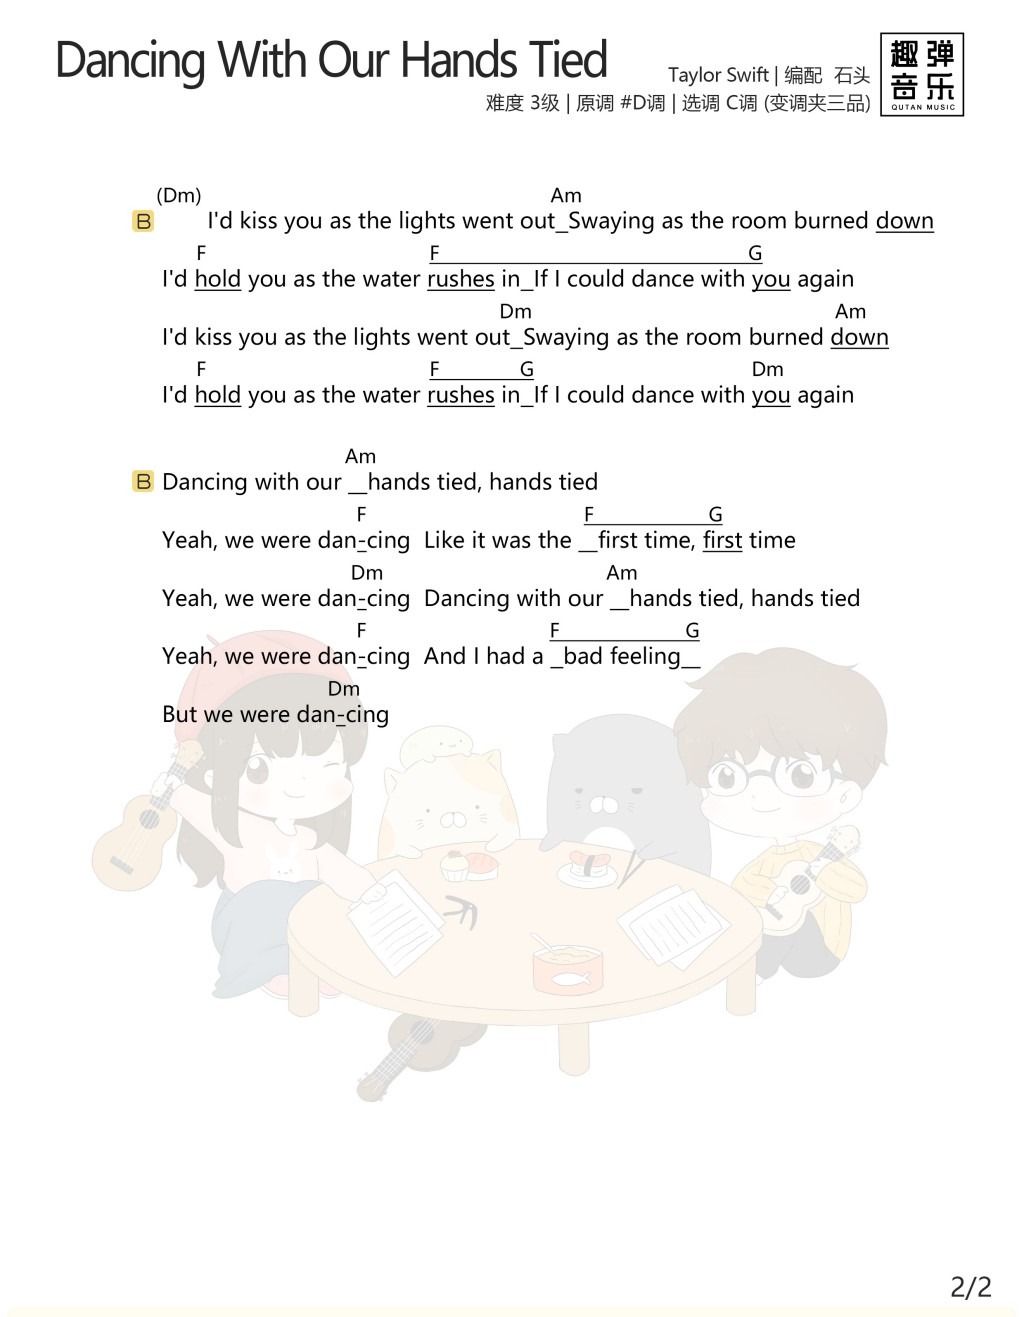 Dancing With Our Hands Tied
Taylor Swift | 编配 石头
难度 3级 | 原调 #D调 | 选调 C调 (变调夹三品)
趣弹
音乐
QUTAN MUSIC
(Dm) Am
B I'd kiss you as the lights went out_Swaying as the room burned down
F F G
I'd hold you as the water rushes in_If I could dance with you again
Dm Am
I'd kiss you as the lights went out_Swaying as the room burned down
F F G Dm
I'd hold you as the water rushes in_If I could dance with you again
Am
B Dancing with our __hands tied, hands tied
F F G
Yeah, we were dan-cing Like it was the __first time, first time
Dm Am
Yeah, we were dan-cing Dancing with our __hands tied, hands tied
F F G
Yeah, we were dan-cing And I had a _bad feeling__
Dm
But we were dan-cing
2/2